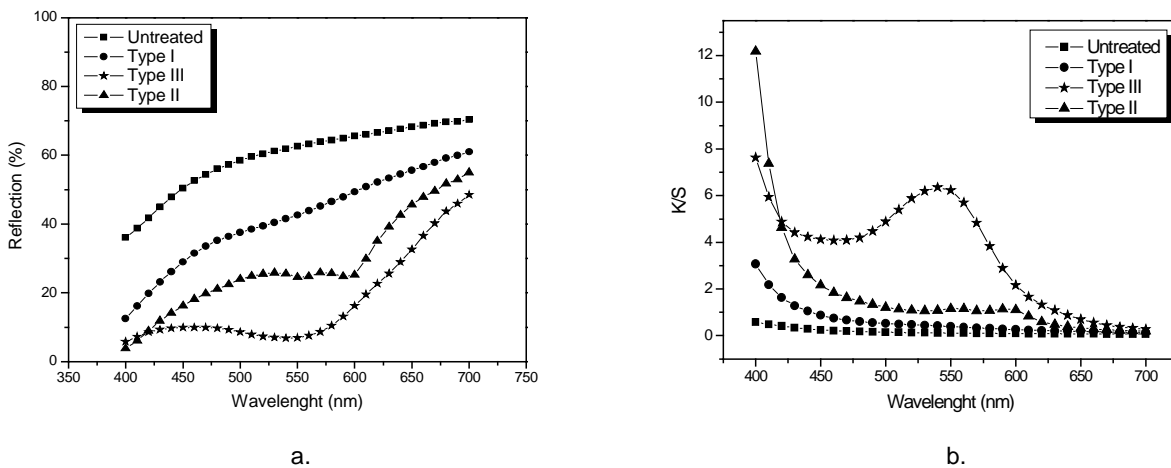 100
80
60
40
20
0
Reflection (%)
Untreated
Type I
Type III
Type II
350 400 450 500 550 600 650 700 750
Wavelenght (nm)
a.
12
10
8
6
4
2
0
K/S
Untreated
Type I
Type III
Type II
400 450 500 550 600 650 700
Wavelenght (nm)
b.